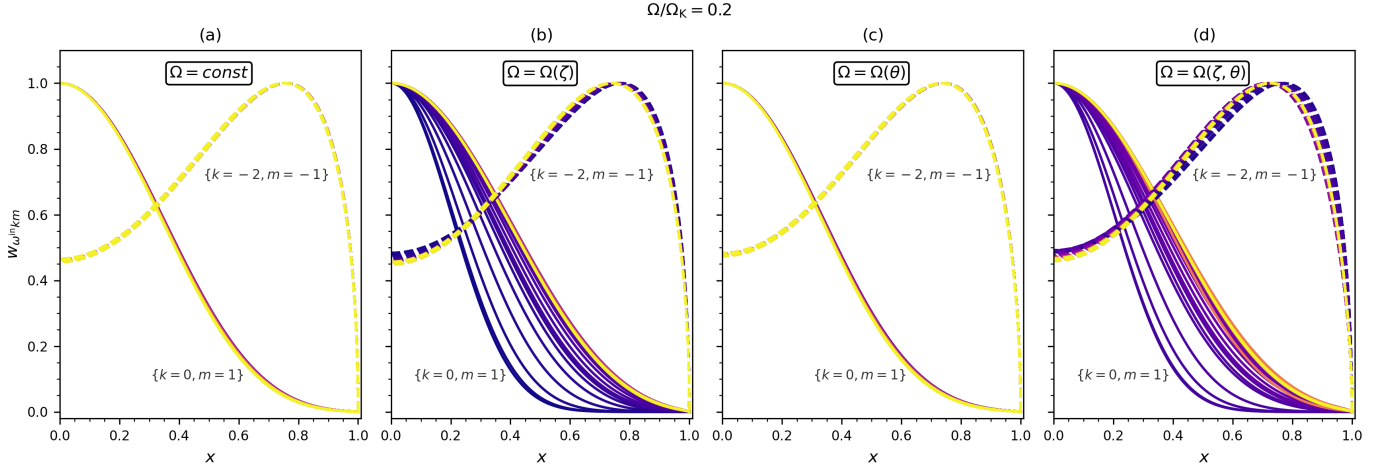 Ω/Ω_K = 0.2
(a)
(b)
(c)
(d)
Ω = const
Ω = Ω(ζ)
Ω = Ω(θ)
Ω = Ω(ζ, θ)
{k = −2, m = −1}
{k = −2, m = −1}
{k = −2, m = −1}
{k = −2, m = −1}
{k = 0, m = 1}
{k = 0, m = 1}
{k = 0, m = 1}
{k = 0, m = 1}
w_{ω^{in}km}
1.0
0.8
0.6
0.4
0.2
0.0
0.0 0.2 0.4 0.6 0.8 1.0
0.0 0.2 0.4 0.6 0.8 1.0
0.0 0.2 0.4 0.6 0.8 1.0
0.0 0.2 0.4 0.6 0.8 1.0
x
x
x
x